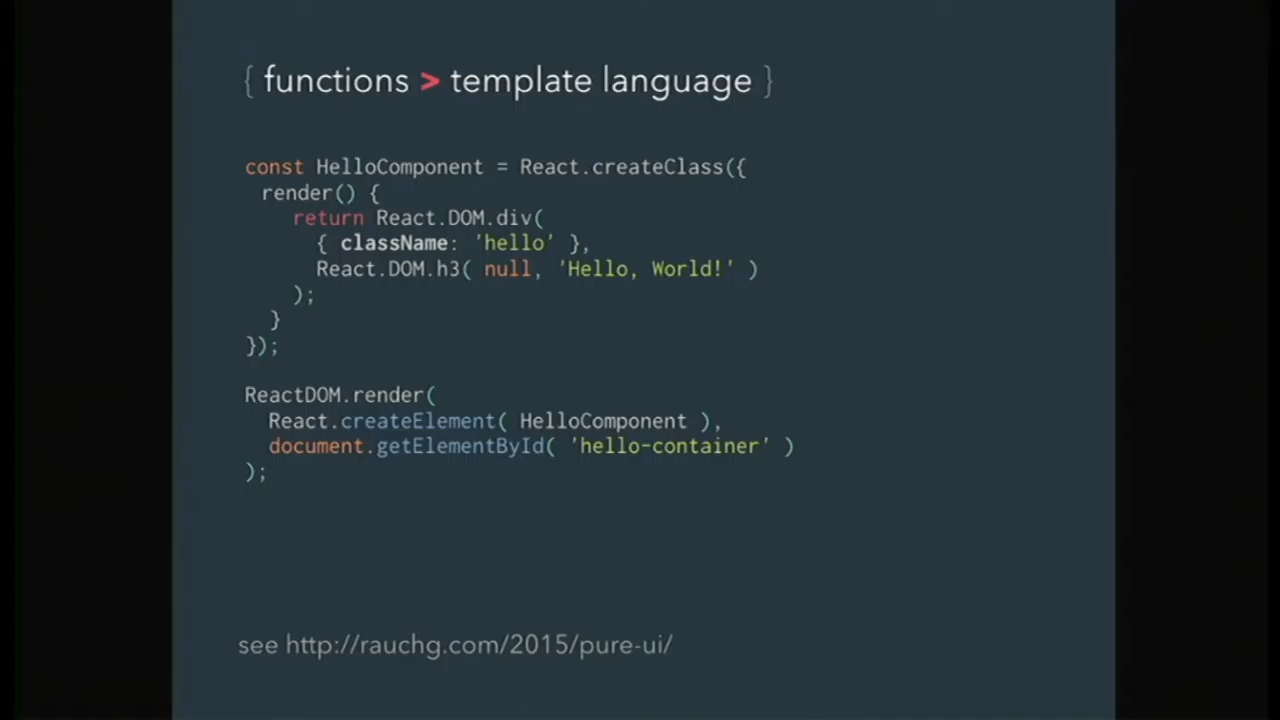 { functions > template language }
const HelloComponent = React.createClass({
render() {
return React.DOM.div(
{ className: 'hello' },
React.DOM.h3( null, 'Hello, World!' )
);
}
});
ReactDOM.render(
React.createElement( HelloComponent ),
document.getElementById( 'hello-container' )
);
see http://rauchg.com/2015/pure-ui/